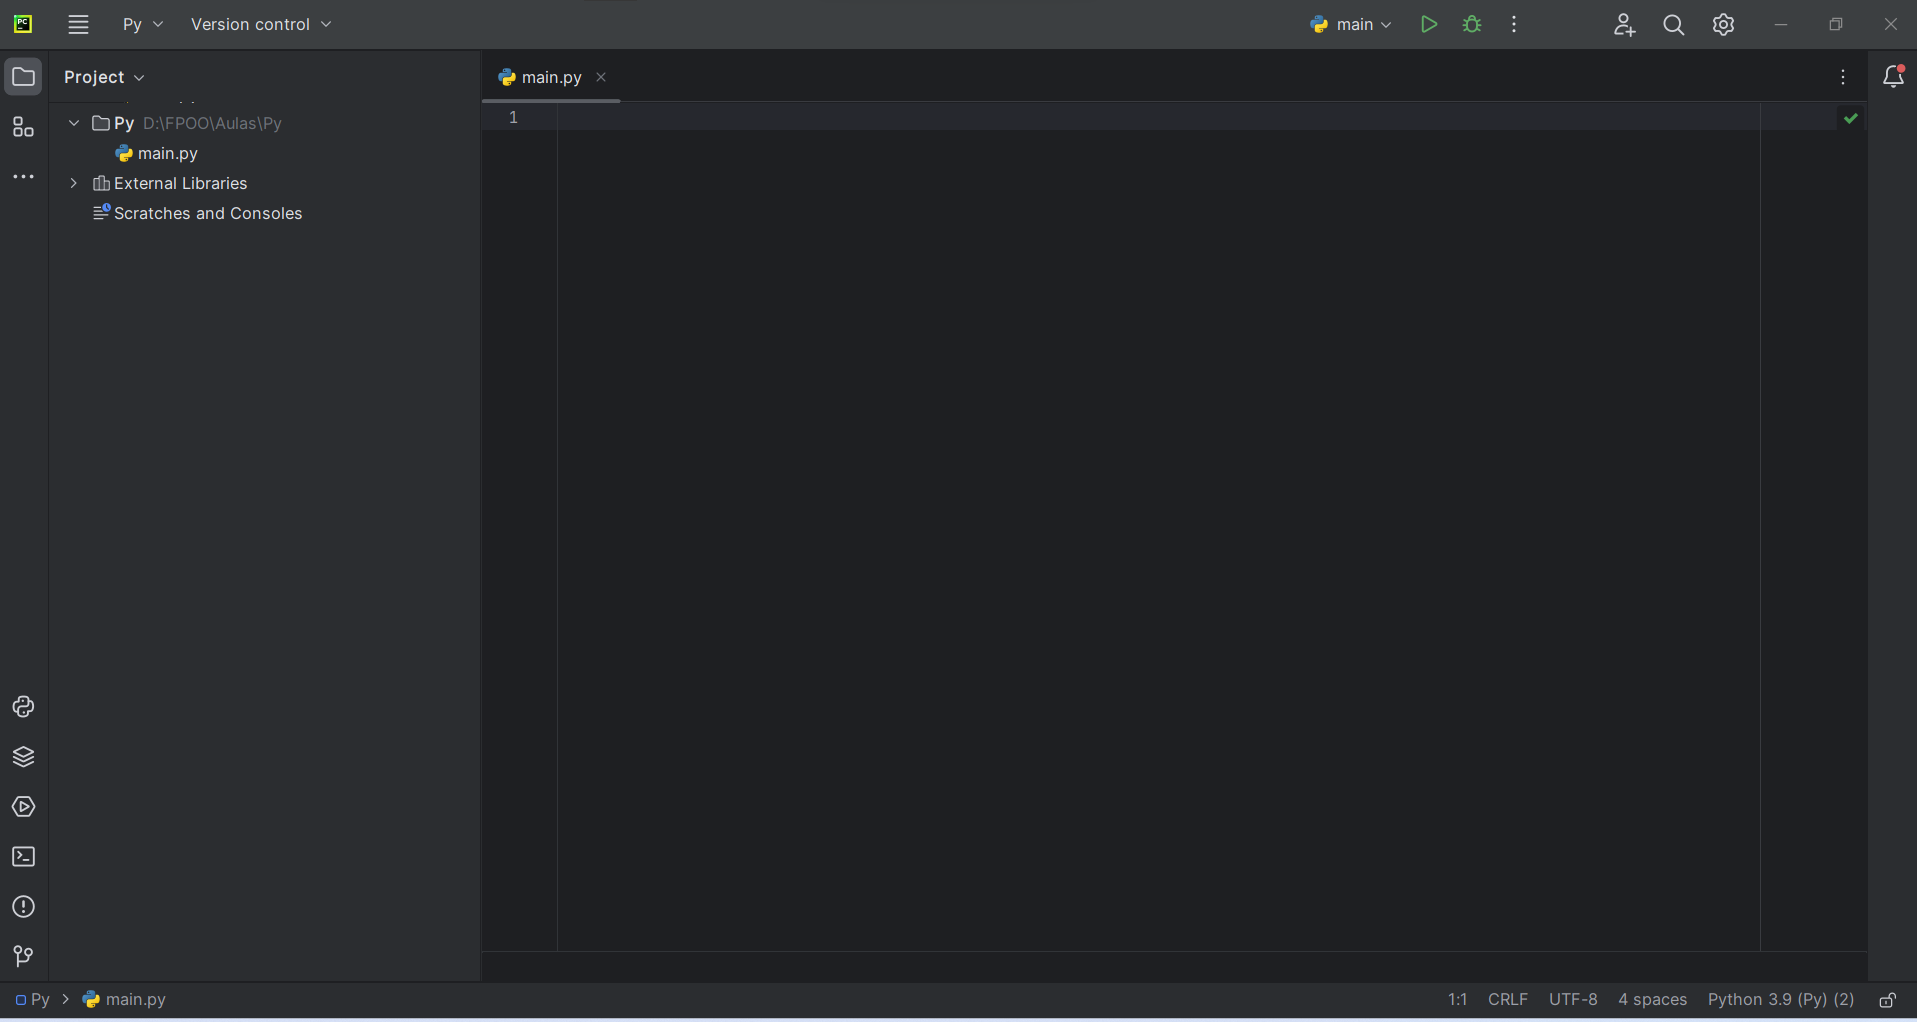 PC Py Version control main
Project main.py
Py D:\FPOO\Aulas\Py
main.py
External Libraries
Scratches and Consoles
1
Py main.py 1:1 CRLF UTF-8 4 spaces Python 3.9 (Py) (2)